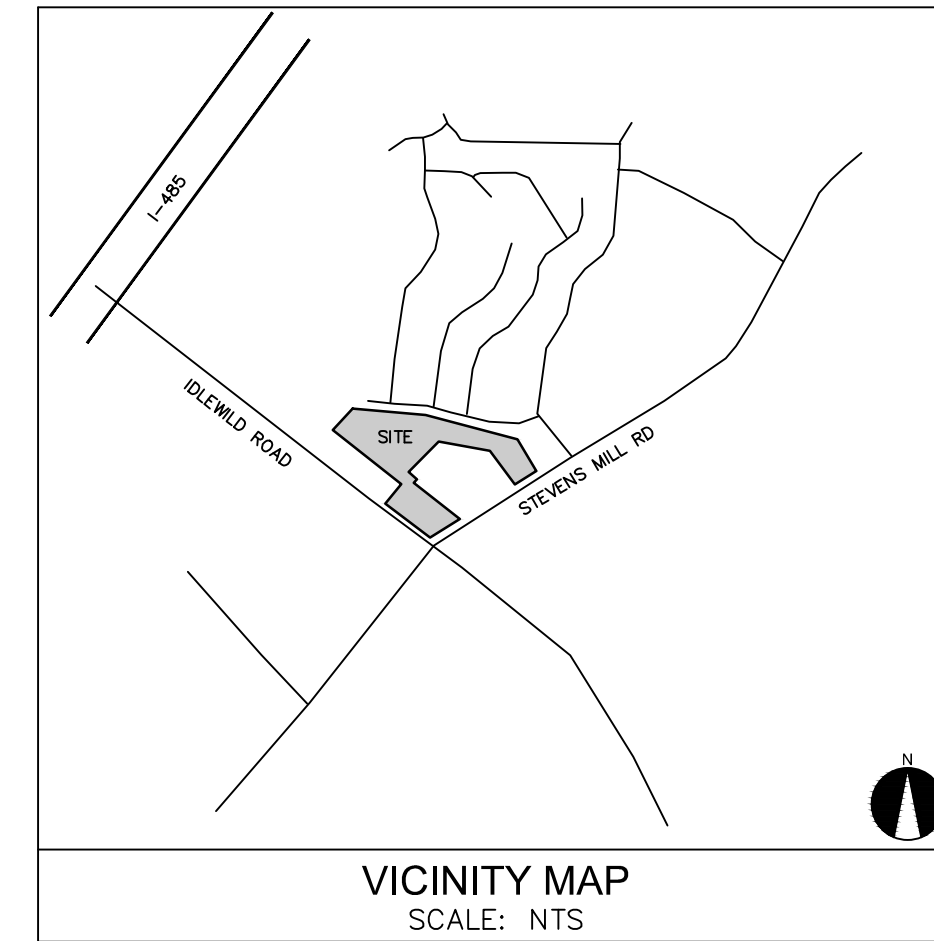 I-485
IDLEWILD ROAD
SITE
STEVENS MILL RD
N
VICINITY MAP
SCALE: NTS